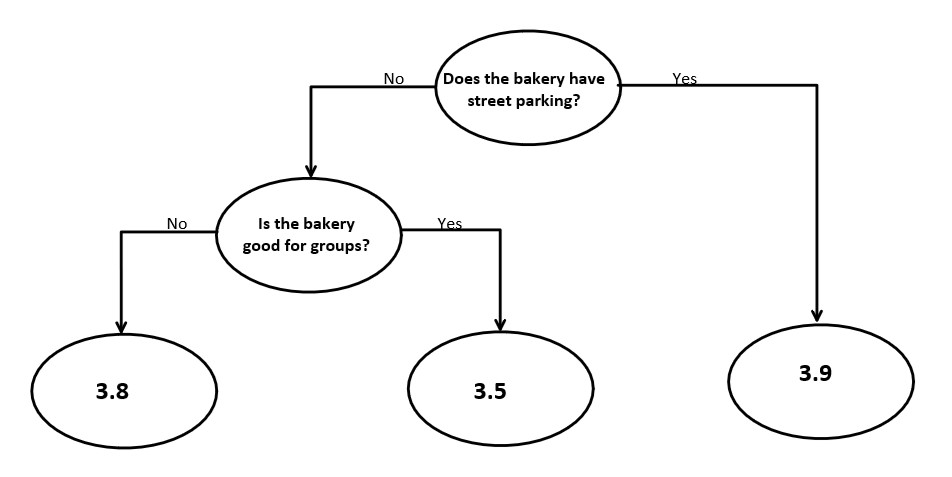 Does the bakery have
street parking?
No
Yes
Is the bakery
good for groups?
No
Yes
3.8
3.5
3.9